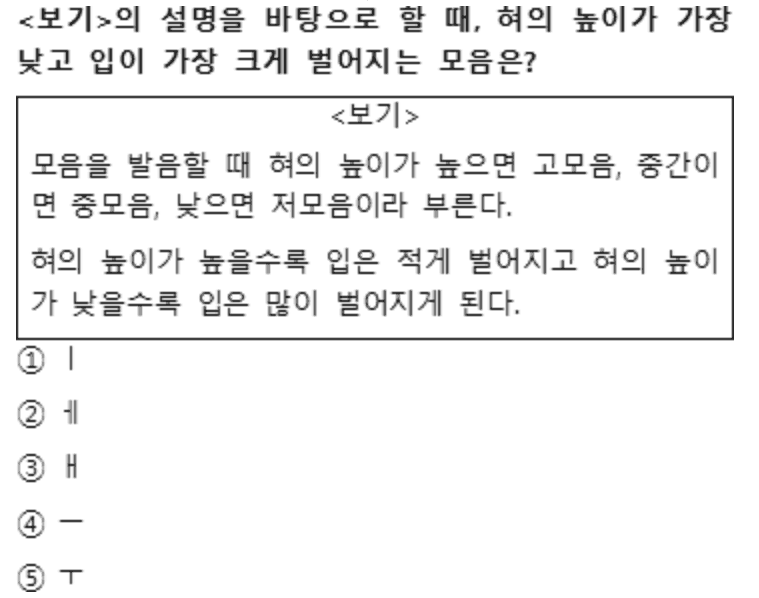 <보기>의 설명을 바탕으로 할 때, 혀의 높이가 가장
낮고 입이 가장 크게 벌어지는 모음은?
<보기>
모음을 발음할 때 혀의 높이가 높으면 고모음, 중간이
면 중모음, 낮으면 저모음이라 부른다.
혀의 높이가 높을수록 입은 적게 벌어지고 혀의 높이
가 낮을수록 입은 많이 벌어지게 된다.
① ㅣ
② ㅔ
③ ㅐ
④ ㅡ
⑤ ㅜ